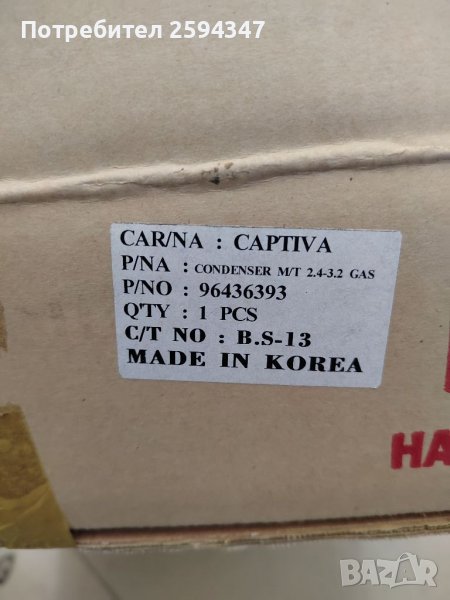 Потребител 2594347
CAR/NA : CAPTIVA
P/NA : CONDENSER M/T 2.4-3.2 GAS
P/NO : 96436393
Q'TY : 1 PCS
C/T NO : B.S-13
MADE IN KOREA
HA
BAZAR